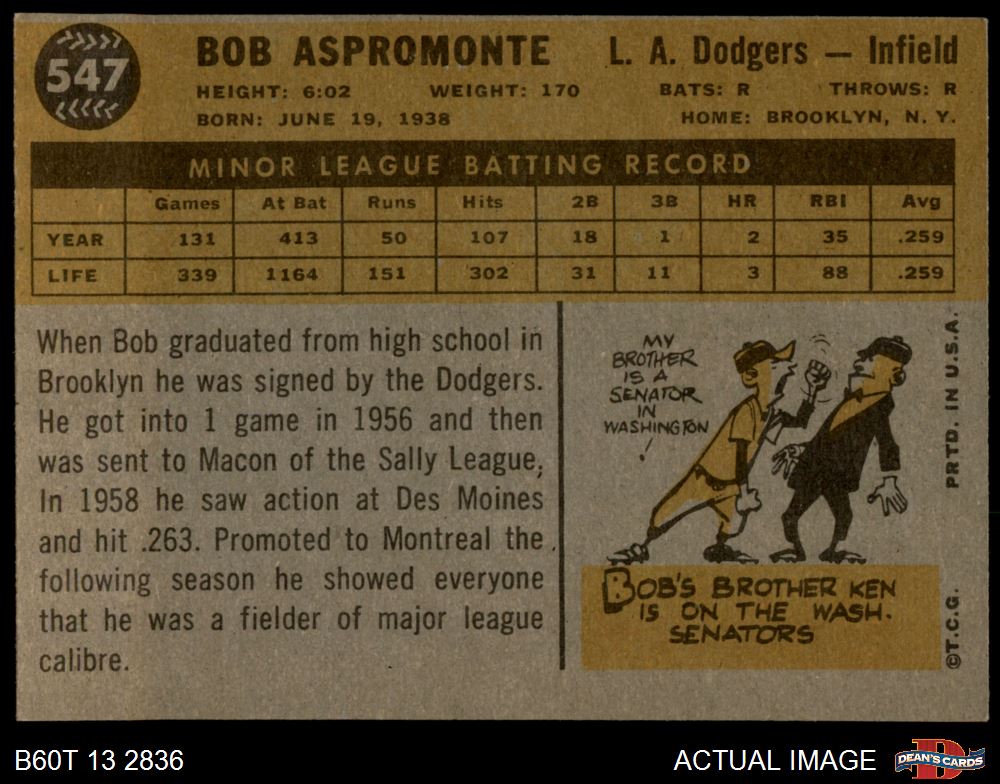 547
BOB ASPROMONTE L. A. Dodgers — Infield
HEIGHT: 6:02 WEIGHT: 170 BATS: R THROWS: R
BORN: JUNE 19, 1938 HOME: BROOKLYN, N. Y.
MINOR LEAGUE BATTING RECORD
Games At Bat Runs Hits 2B 3B HR RBI Avg
YEAR 131 413 50 107 18 1 2 35 .259
LIFE 339 1164 151 302 31 11 3 88 .259
When Bob graduated from high school in
Brooklyn he was signed by the Dodgers.
He got into 1 game in 1956 and then
was sent to Macon of the Sally League,
In 1958 he saw action at Des Moines
and hit .263. Promoted to Montreal the
following season he showed everyone
that he was a fielder of major league
calibre.
MY
BROTHER
IS A
SENATOR
IN
WASHINGTON
!
BOB'S BROTHER KEN
IS ON THE WASH.
SENATORS
PRTD. IN U.S.A.
©T.C.G.
B60T 13 2836 ACTUAL IMAGE
DEAN'S CARDS